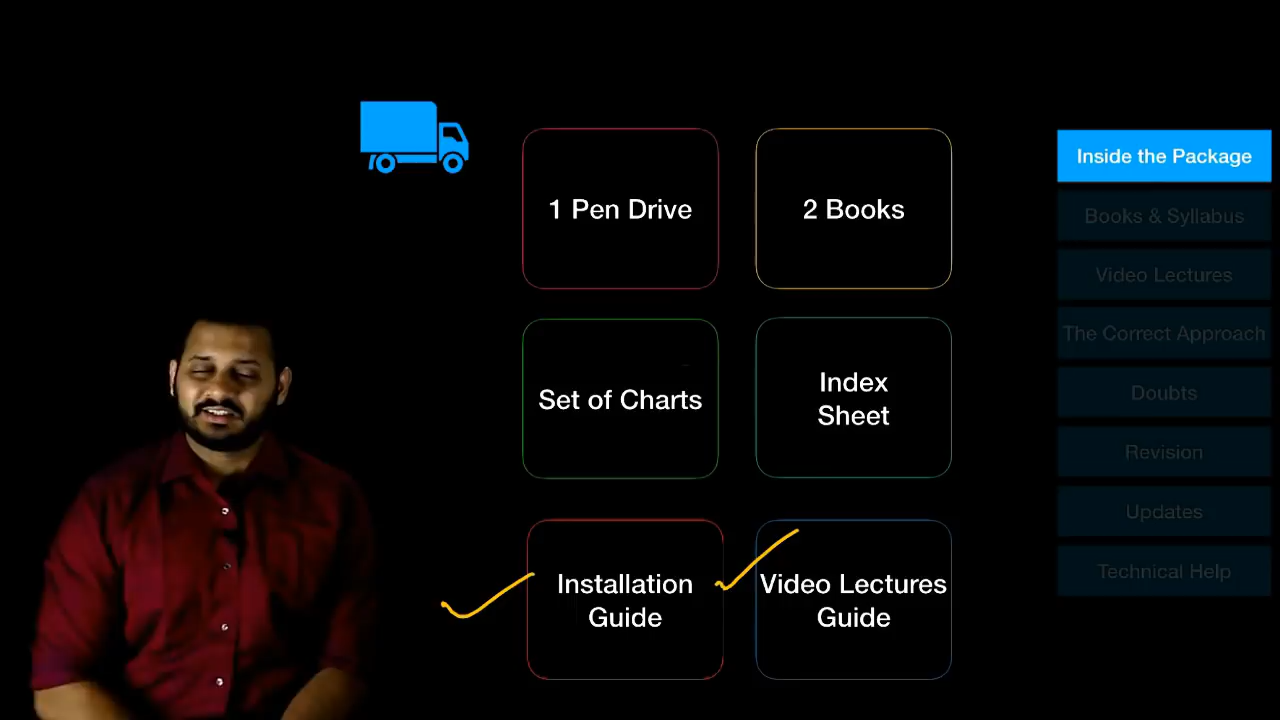 1 Pen Drive
2 Books
Set of Charts
Index
Sheet
Installation
Guide
Video Lectures
Guide
Inside the Package
Books & Syllabus
Video Lectures
The Correct Approach
Doubts
Revision
Updates
Technical Help